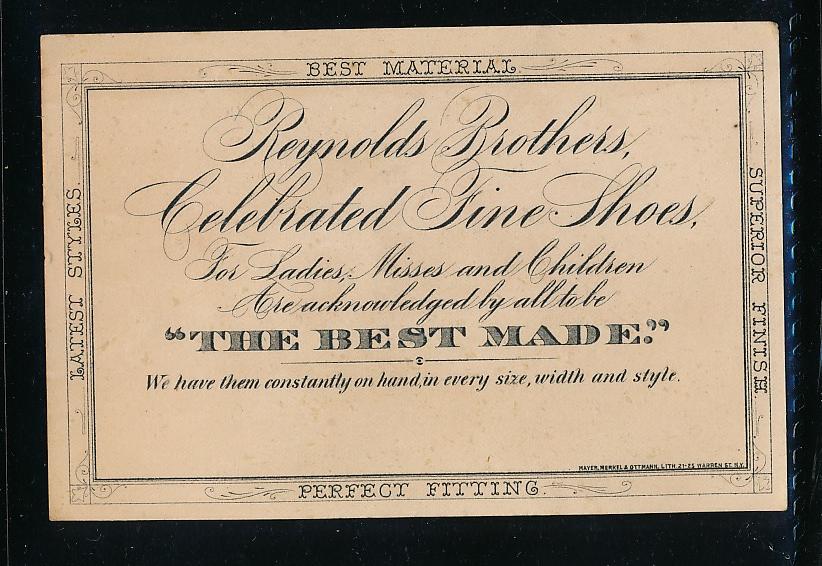 BEST MATERIAL.
Reynolds Brothers,
Celebrated Fine Shoes,
For Ladies, Misses and Children
Are acknowledged by all to be
“THE BEST MADE.”
We have them constantly on hand, in every size, width and style.
MAYER, MERKEL & OTTMANN, LITH. 21-25 WARREN ST. N.Y.
PERFECT FITTING.
LATEST STYLES
SUPERIOR FINISH.